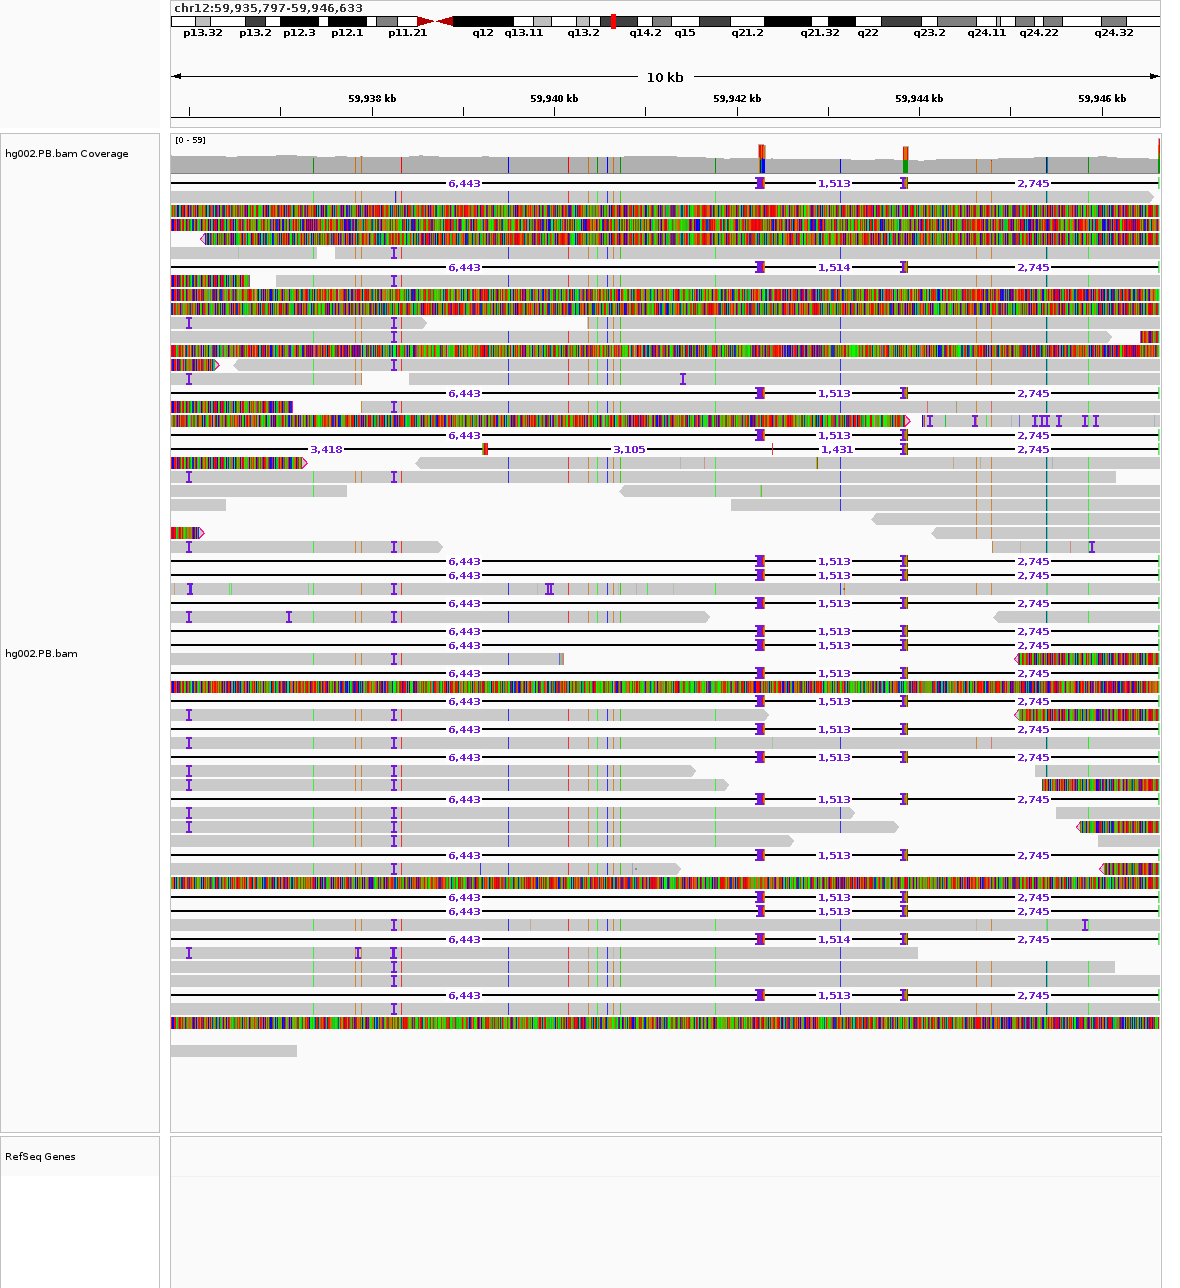 chr12:59,935,797-59,946,633
p13.32 p13.2 p12.3 p12.1 p11.21 q12 q13.11 q13.2 q14.2 q15 q21.2 q21.32 q22 q23.2 q24.11 q24.22 q24.32
10 kb
59,938 kb 59,940 kb 59,942 kb 59,944 kb 59,946 kb
hg002.PB.bam Coverage
[0 - 59]
6,443 1,513 2,745
6,443 1,514 2,745
6,443 1,513 2,745
6,443 1,513 2,745
3,418 3,105 1,431 2,745
6,443 1,513 2,745
6,443 1,513 2,745
6,443 1,513 2,745
6,443 1,513 2,745
6,443 1,513 2,745
hg002.PB.bam
6,443 1,513 2,745
6,443 1,513 2,745
6,443 1,513 2,745
6,443 1,513 2,745
6,443 1,513 2,745
6,443 1,513 2,745
6,443 1,513 2,745
6,443 1,513 2,745
6,443 1,514 2,745
6,443 1,513 2,745
RefSeq Genes